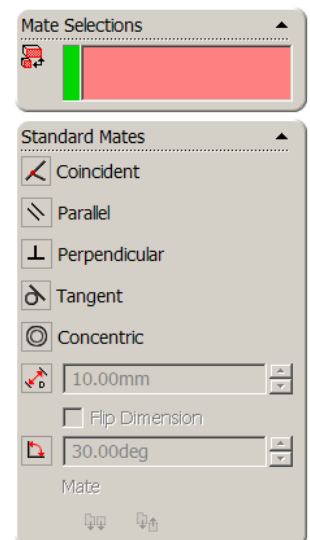 Mate Selections
Standard Mates
Coincident
Parallel
Perpendicular
Tangent
Concentric
D 10.00mm
Flip Dimension
30.00deg
Mate